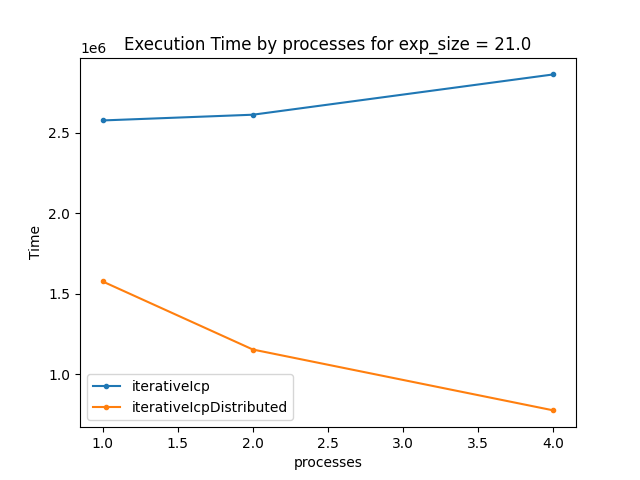 1e6
Execution Time by processes for exp_size = 21.0
2.5
2.0
1.5
1.0
Time
iterativeIcp
iterativeIcpDistributed
1.0 1.5 2.0 2.5 3.0 3.5 4.0
processes